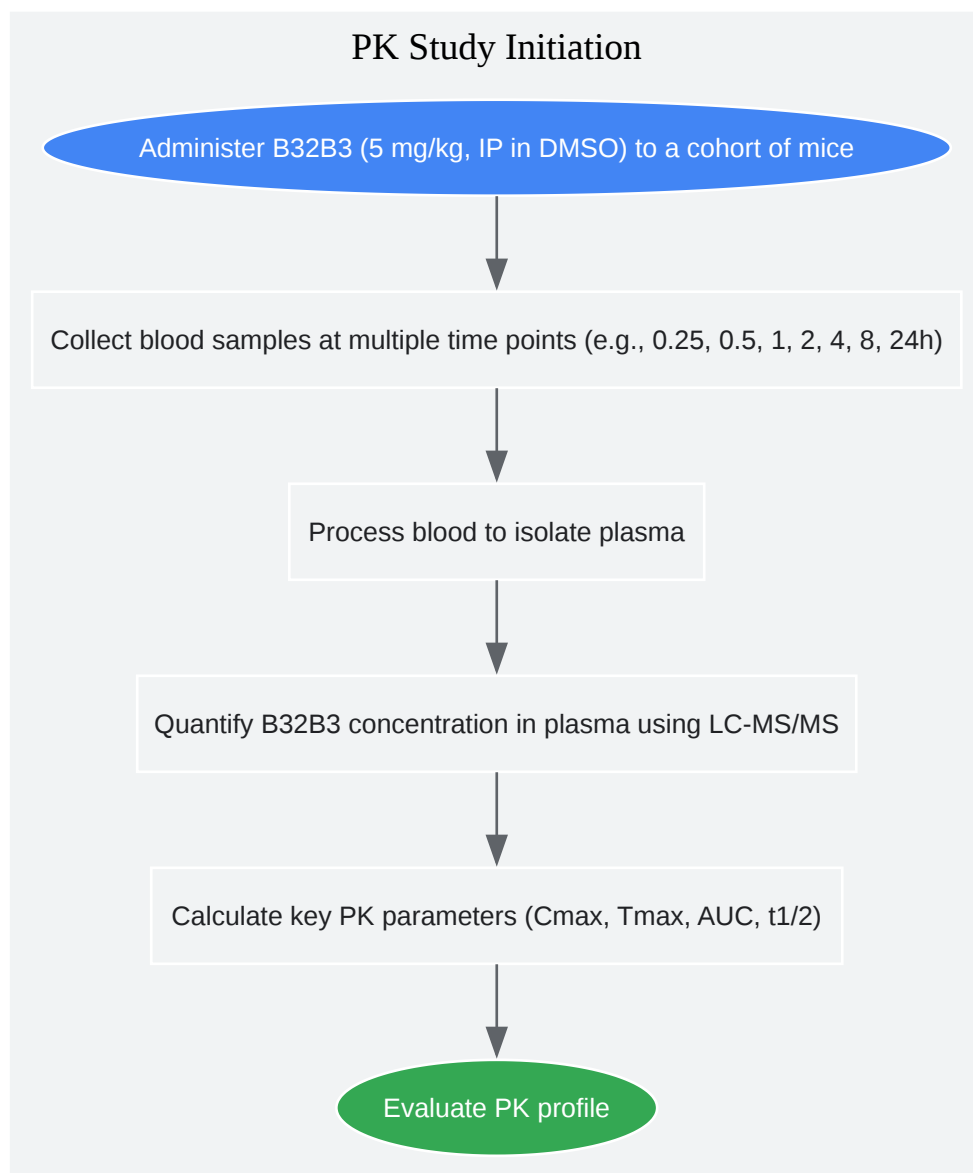 PK Study Initiation
Administer B32B3 (5 mg/kg, IP in DMSO) to a cohort of mice
Collect blood samples at multiple time points (e.g., 0.25, 0.5, 1, 2, 4, 8, 24h)
Process blood to isolate plasma
Quantify B32B3 concentration in plasma using LC-MS/MS
Calculate key PK parameters (Cmax, Tmax, AUC, t1/2)
Evaluate PK profile